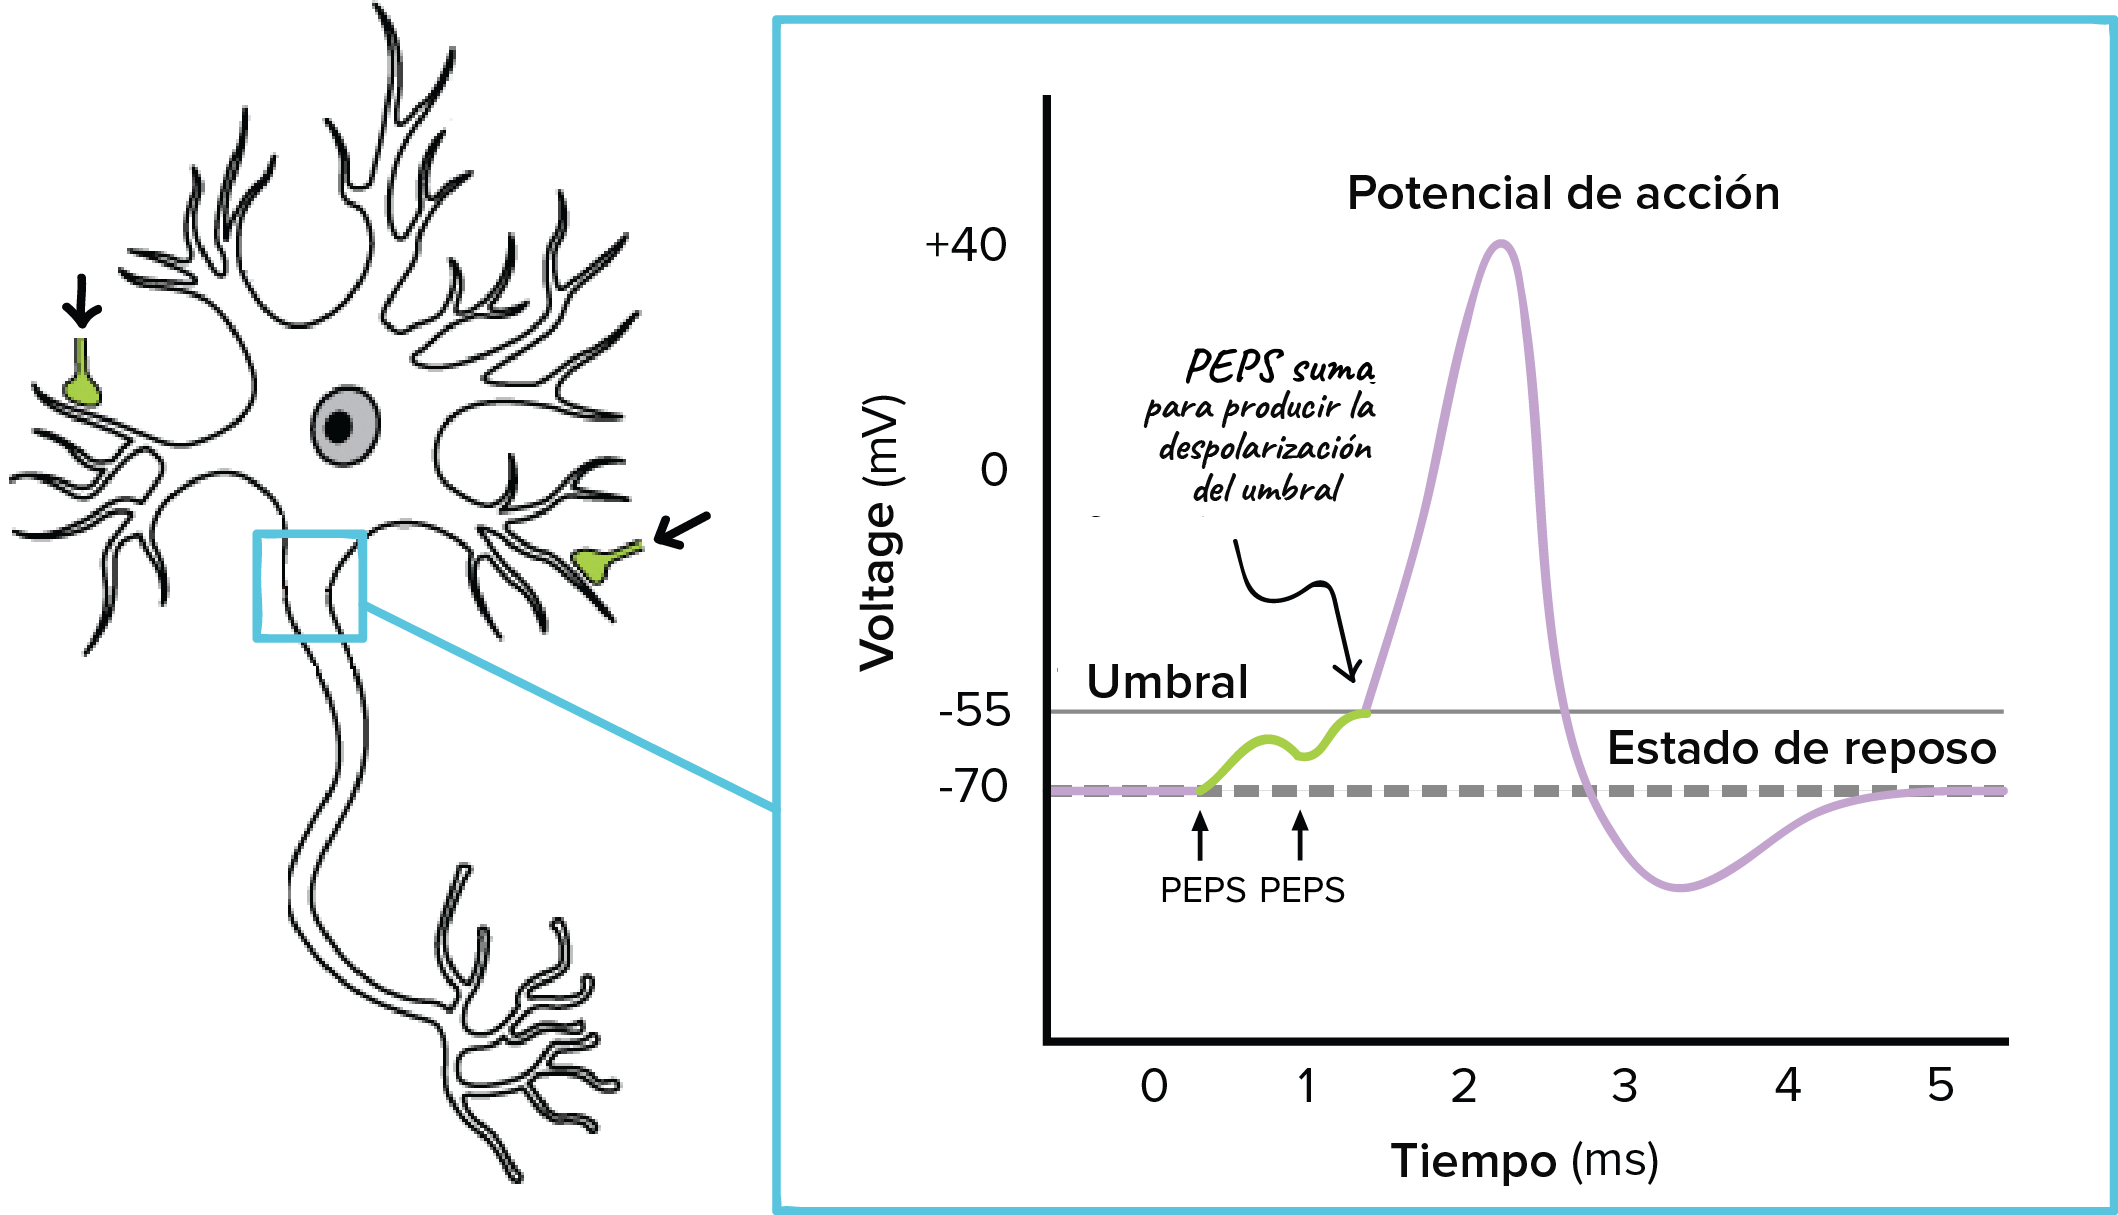 Potencial de acción
+40
PEPS suma
para producir la
despolarización
del umbral
0
Voltage (mV)
Umbral
-55
Estado de reposo
-70
PEPS PEPS
0 1 2 3 4 5
Tiempo (ms)